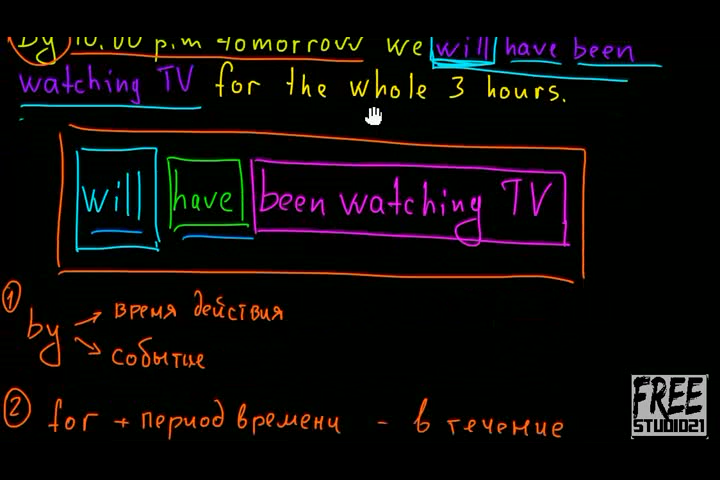 By 10.00 p.m tomorrow we will have been
watching TV for the whole 3 hours.
will have been watching TV
1 by время действия
событие
2 for + период времени - в течение
FREE
STUDIO21